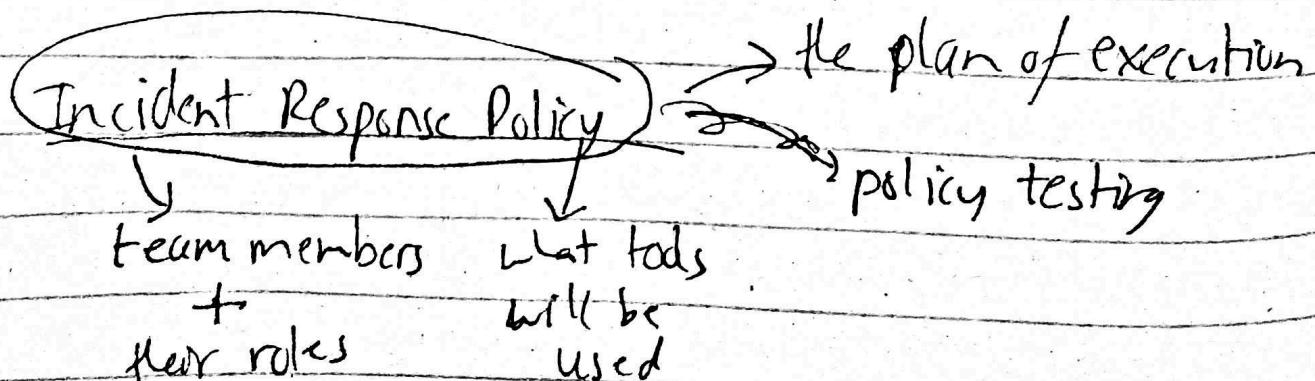 the plan of execution
Incident Response Policy
policy testing
team members
+
their roles
what tools
will be
used